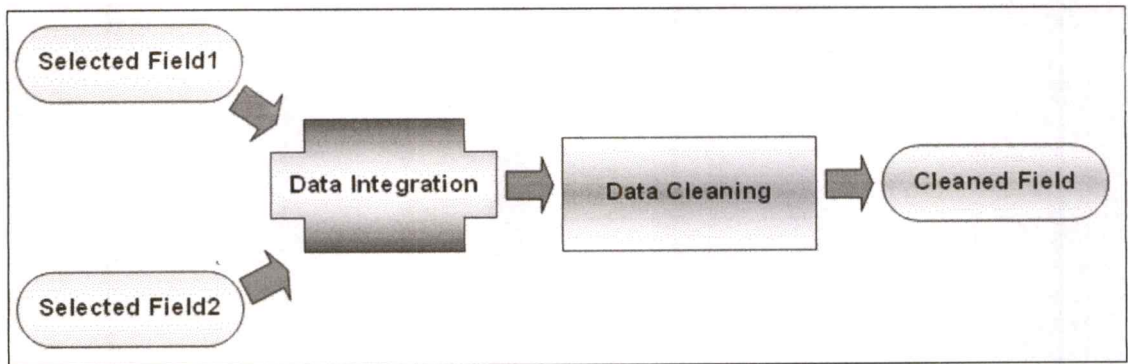 Selected Field1
Data Integration
Data Cleaning
Cleaned Field
Selected Field2